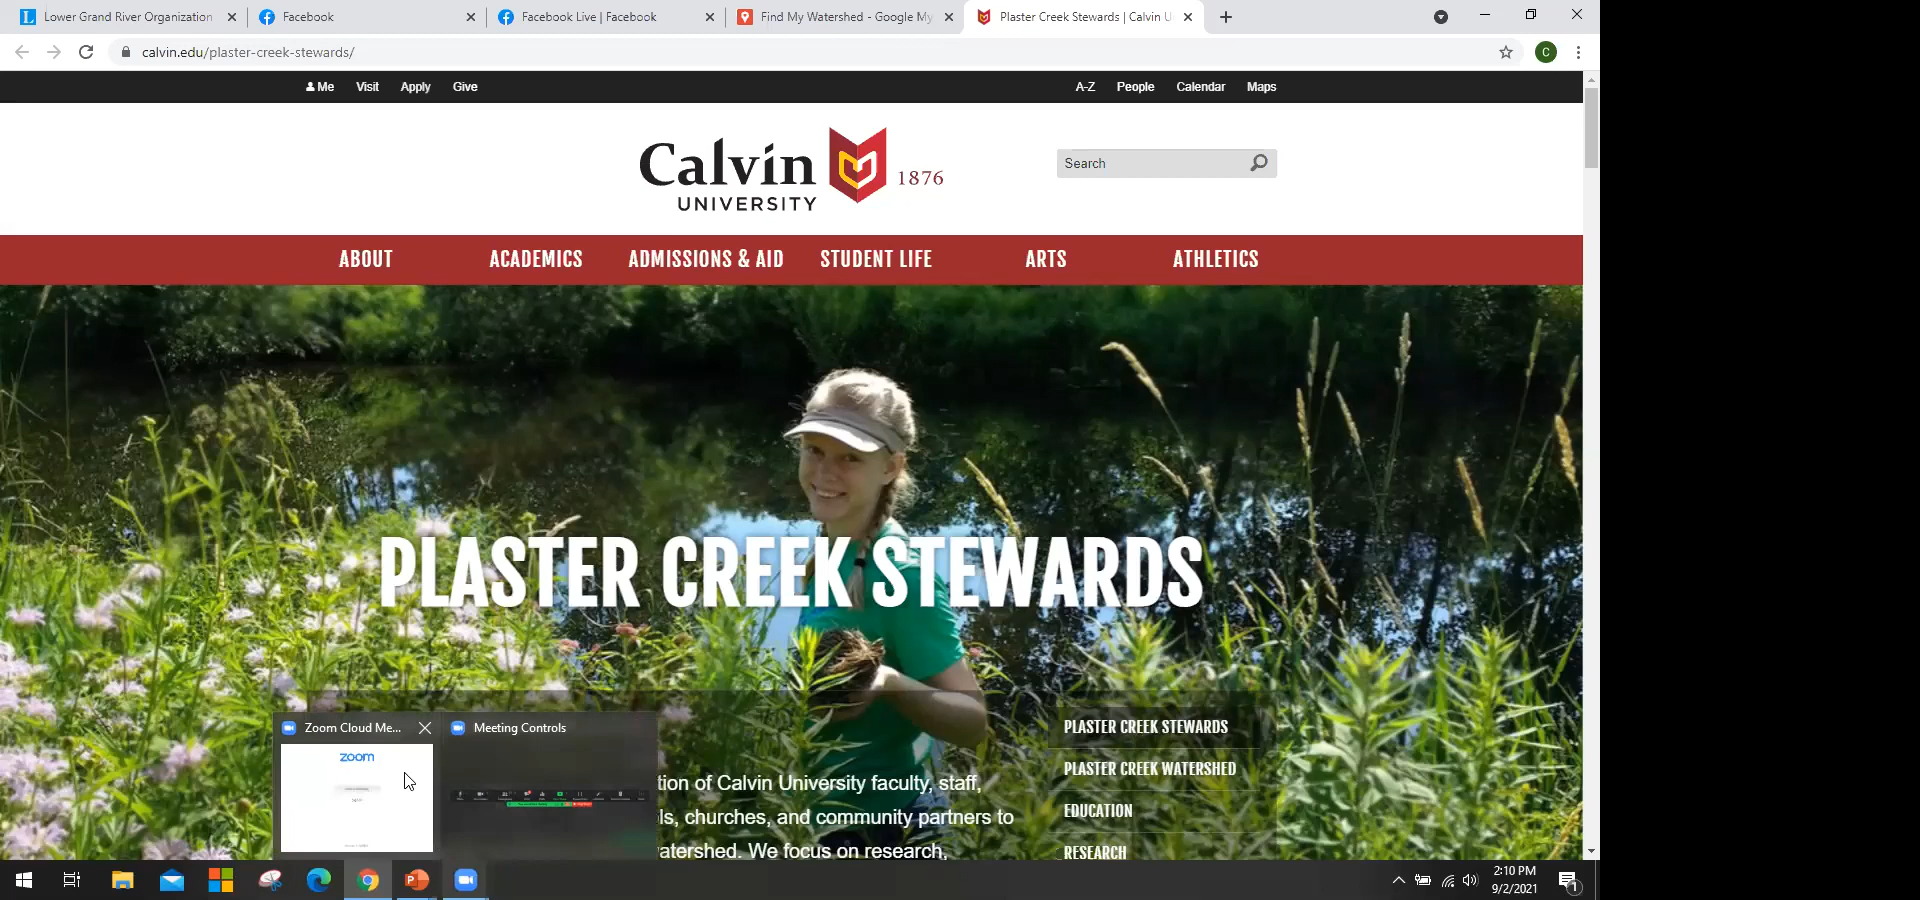 Lower Grand River Organization
Facebook
Facebook Live | Facebook
Find My Watershed - Google My
Plaster Creek Stewards | Calvin U
calvin.edu/plaster-creek-stewards/
C
Me Visit Apply Give
A-Z People Calendar Maps
Calvin
UNIVERSITY
1876
Search
ABOUT ACADEMICS ADMISSIONS & AID STUDENT LIFE ARTS ATHLETICS
PLASTER CREEK STEWARDS
PLASTER CREEK STEWARDS
PLASTER CREEK WATERSHED
EDUCATION
RESEARCH
Zoom Cloud Me...
Meeting Controls
zoom
tion of Calvin University faculty, staff,
ls, churches, and community partners to
atershed. We focus on research,
2:10 PM
9/2/2021
1